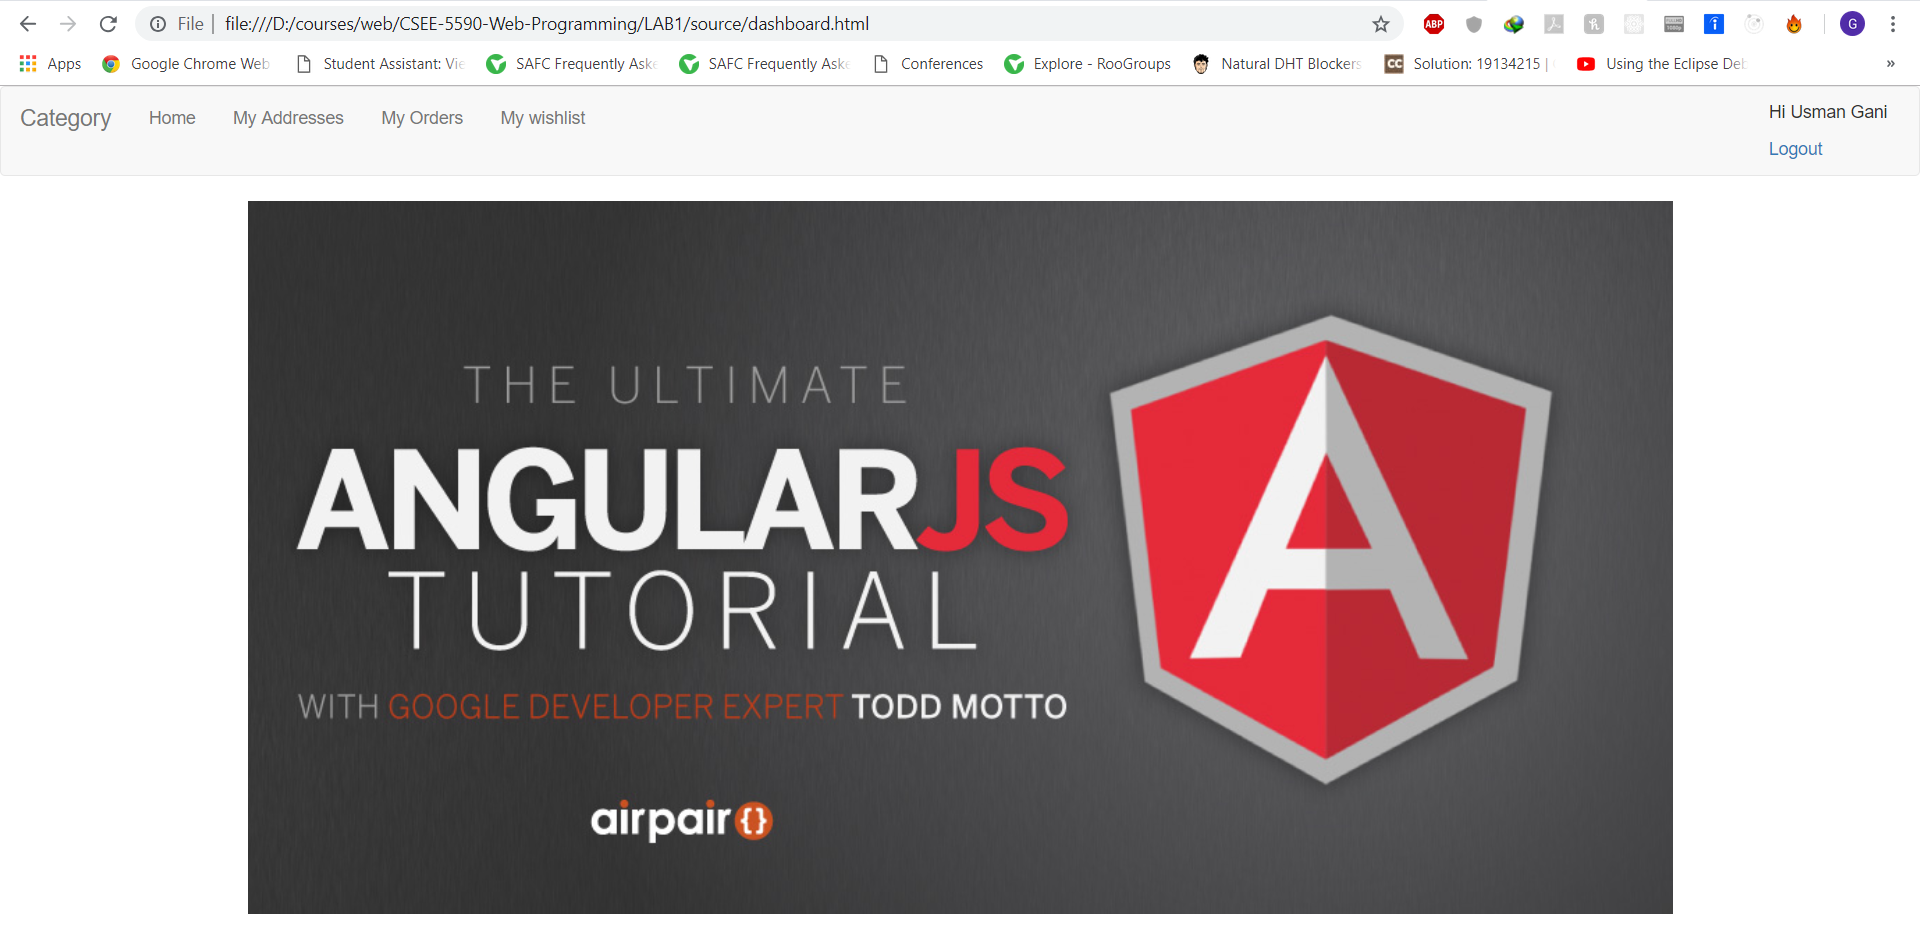 File file:///D:/courses/web/CSEE-5590-Web-Programming/LAB1/source/dashboard.html ABP G
Apps Google Chrome Web Student Assistant: Vie SAFC Frequently Aske SAFC Frequently Aske Conferences Explore - RooGroups Natural DHT Blockers CC Solution: 19134215 | Using the Eclipse Deb »
Category Home My Addresses My Orders My wishlist Hi Usman Gani
Logout
THE ULTIMATE
ANGULARJS
TUTORIAL
WITH GOOGLE DEVELOPER EXPERT TODD MOTTO
airpair{}